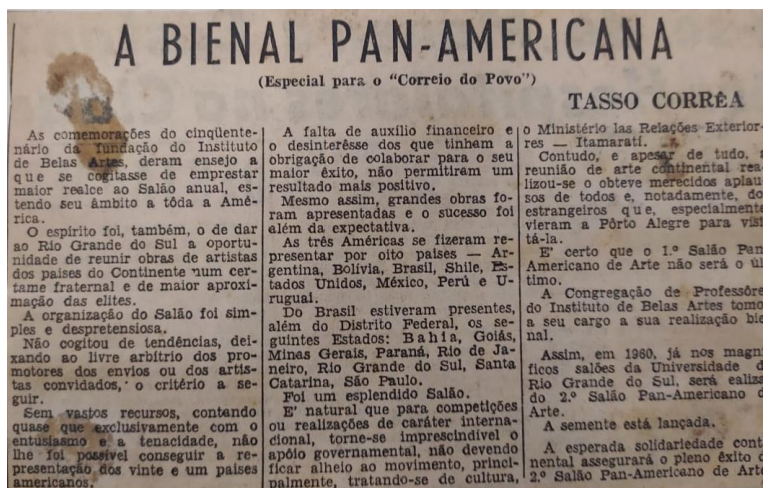 A BIENAL PAN-AMERICANA
(Especial para o "Correio do Povo")
TASSO CORRÊA
As comemorações do cinqüente-
nário da fundação do Instituto
de Belas Artes, deram ensejo a
que se cogitasse de emprestar
maior realce ao Salão anual, es-
tendo seu âmbito a tôda a Amé-
rica.
O espírito foi, também, o de dar
ao Rio Grande do Sul a oportu-
nidade de reunir obras de artistas
dos paises do Continente num cer-
tame fraternal e de maior aproxi-
mação das elites.
A organização do Salão foi sim-
ples e despretensiosa.
Não cogitou de tendências, dei-
xando ao livre arbítrio dos pro-
motores dos envios ou dos artis-
tas convidados, o critério a se-
guir.
Sem vastos recursos, contando
quase que exclusivamente com o
entusiasmo e a tenacidade, não
lhe foi possível conseguir a re-
presentação dos vinte e um paises
americanos.
A falta de auxílio financeiro e
o desinterêsse dos que tinham a
obrigação de colaborar para o seu
maior êxito, não permitiram um
resultado mais positivo.
Mesmo assim, grandes obras fo-
ram apresentadas e o sucesso foi
além da expectativa.
As três Américas se fizeram re-
presentar por oito paises — Ar-
gentina, Bolívia, Brasil, Shile, Es-
tados Unidos, México, Perú e U-
ruguai.
Do Brasil estiveram presentes,
além do Distrito Federal, os se-
guintes Estados: Bahia, Goiás,
Minas Gerais, Paraná, Rio de Ja-
neiro, Rio Grande do Sul, Santa
Catarina, São Paulo.
Foi um esplendido Salão.
E' natural que para competições
ou realizações de caráter interna-
cional, torne-se imprescindível o
apôio governamental, não devendo
ficar alheio ao movimento, princi-
palmente, tratando-se de cultura,
o Ministério las Relações Exterior-
res — Itamaratí.
Contudo, e apesar de tudo, a
reunião de arte continental rea-
lizou-se o obteve merecidos aplau-
sos de todos e, notadamente, dos
estrangeiros que, especialmente
vieram a Pôrto Alegre para visi
tá-la.
E' certo que o 1.º Salão Pan
Americano de Arte não será o úl
timo.
A Congregação de Professôre
do Instituto de Belas Artes tomo
a seu cargo a sua realização bie
nal.
Assim, em 1960, já nos magni
ficos salões da Universidade d
Rio Grande do Sul, será ealiza
do 2.º Salão Pan-Americano d
Arte.
A semente está lançada.
A esperada solidariedade cont
nental assegurará o pleno êxito d
2.º Salão Pan-Americano de Arte